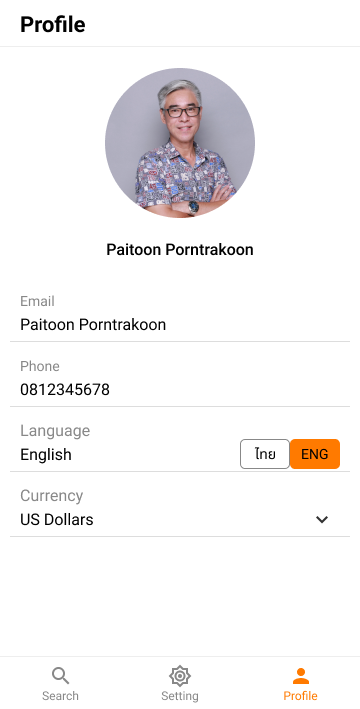 Profile
Paitoon Porntrakoon
Email
Paitoon Porntrakoon
Phone
0812345678
Language
English
ไทย ENG
Currency
US Dollars
Search Setting Profile